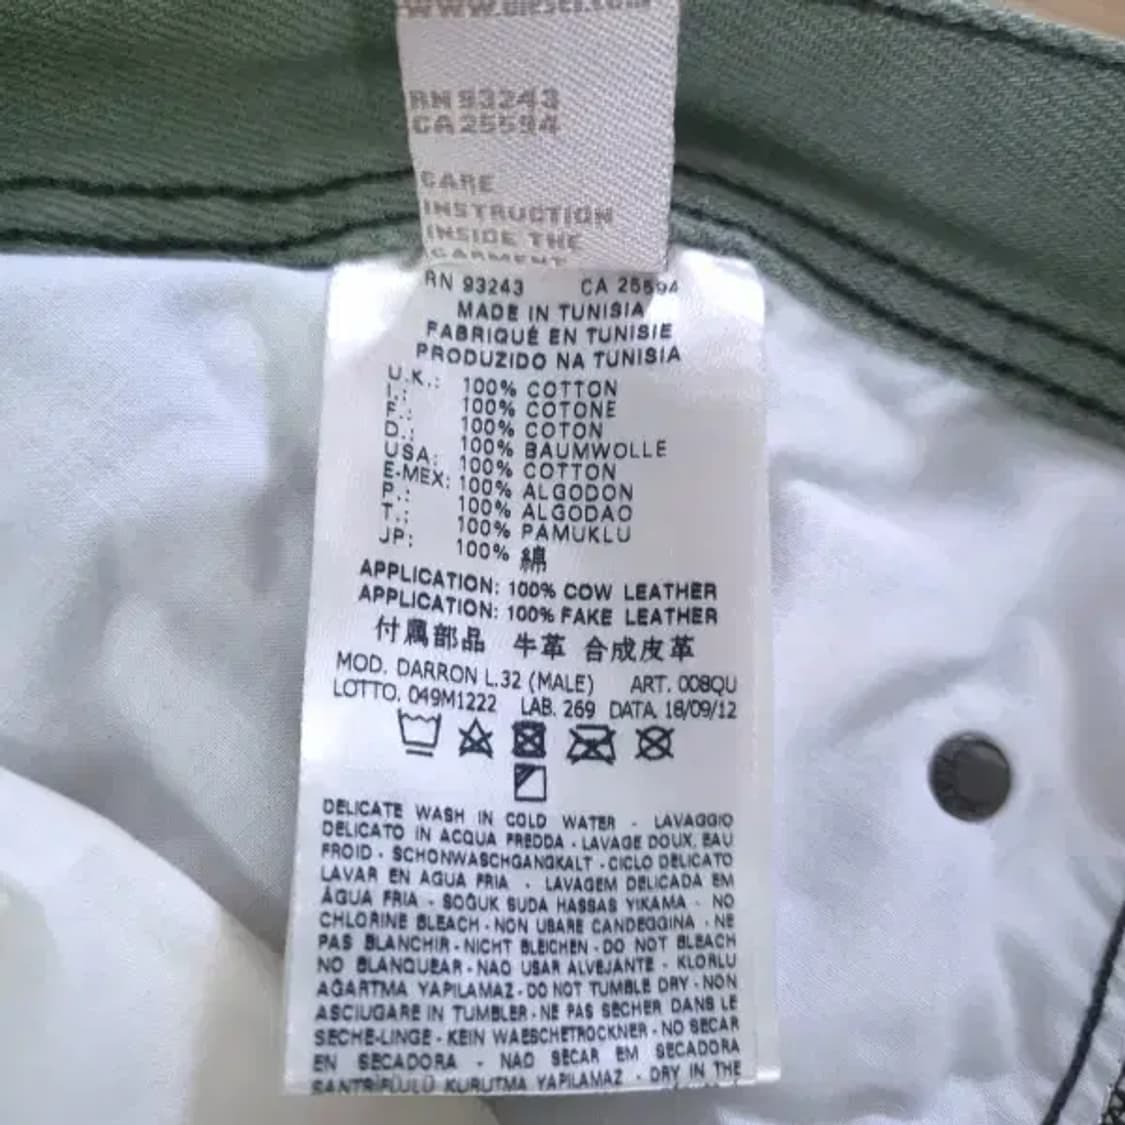 www.diesel.com
RN 93243
CA 25594
CARE
INSTRUCTION
INSIDE THE
GARMENT
RN 93243 CA 25594
MADE IN TUNISIA
FABRIQUÉ EN TUNISIE
PRODUZIDO NA TUNISIA
U.K.: 100% COTTON
I.: 100% COTONE
F.: 100% COTON
D.: 100% BAUMWOLLE
USA: 100% COTTON
E-MEX: 100% ALGODON
P.: 100% ALGODAO
T.: 100% PAMUKLU
JP: 100% 綿
APPLICATION: 100% COW LEATHER
APPLICATION: 100% FAKE LEATHER
付属部品 牛革 合成皮革
MOD. DARRON L.32 (MALE) ART. 008QU
LOTTO. 049M1222 LAB. 269 DATA. 18/09/12
DELICATE WASH IN COLD WATER - LAVAGGIO
DELICATO IN ACQUA FREDDA - LAVAGE DOUX, EAU
FROID - SCHONWASCHGANGKALT - CICLO DELICATO
LAVAR EN AGUA FRIA - LAVAGEM DELICADA EM
ÁGUA FRIA - SOĞUK SUDA HASSAS YIKAMA - NO
CHLORINE BLEACH - NON USARE CANDEGGINA - NE
PAS BLANCHIR - NICHT BLEICHEN - DO NOT BLEACH
NO BLANQUEAR - NAO USAR ALVEJANTE - KLORLU
AGARTMA YAPILAMAZ - DO NOT TUMBLE DRY - NON
ASCIUGARE IN TUMBLER - NE PAS SECHER DANS LE
SECHE-LINGE - KEIN WAESCHETROCKNER - NO SECAR
EN SECADORA - NAO SECAR EM SECADORA
SANTRİFÜJLÜ KURUTMA YAPILAMAZ - DRY IN THE